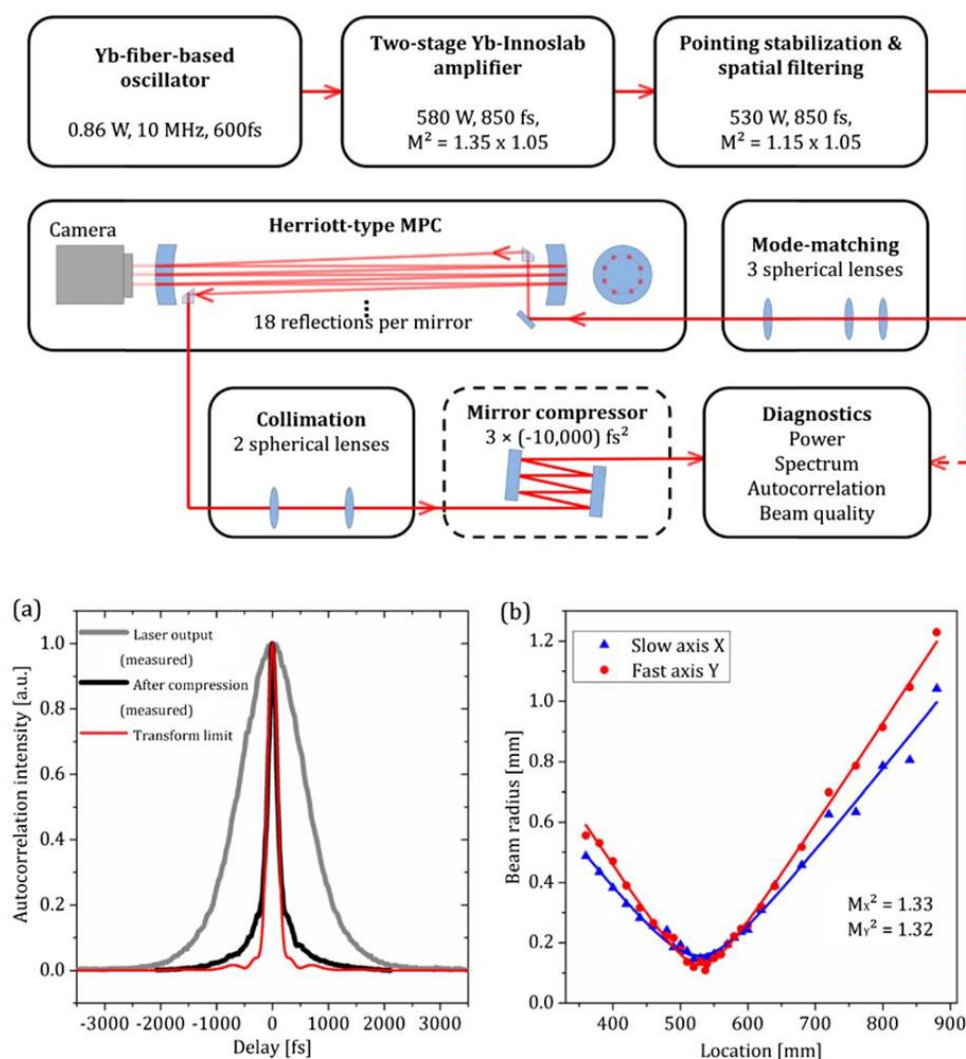 Yb-fiber-based
oscillator
0.86 W, 10 MHz, 600fs
Two-stage Yb-Innoslab
amplifier
580 W, 850 fs,
M² = 1.35 x 1.05
Pointing stabilization &
spatial filtering
530 W, 850 fs,
M² = 1.15 x 1.05
Camera
Herriott-type MPC
18 reflections per mirror
Mode-matching
3 spherical lenses
Collimation
2 spherical lenses
Mirror compressor
3 × (-10,000) fs²
Diagnostics
Power
Spectrum
Autocorrelation
Beam quality
(a)
Autocorrelation intensity [a.u.]
1.0
0.8
0.6
0.4
0.2
0.0
Laser output
(measured)
After compression
(measured)
Transform limit
-3000 -2000 -1000 0 1000 2000 3000
Delay [fs]
(b)
Beam radius [mm]
1.2
1.0
0.8
0.6
0.4
0.2
0.0
Slow axis X
Fast axis Y
Mx² = 1.33
MY² = 1.32
400 500 600 700 800 900
Location [mm]